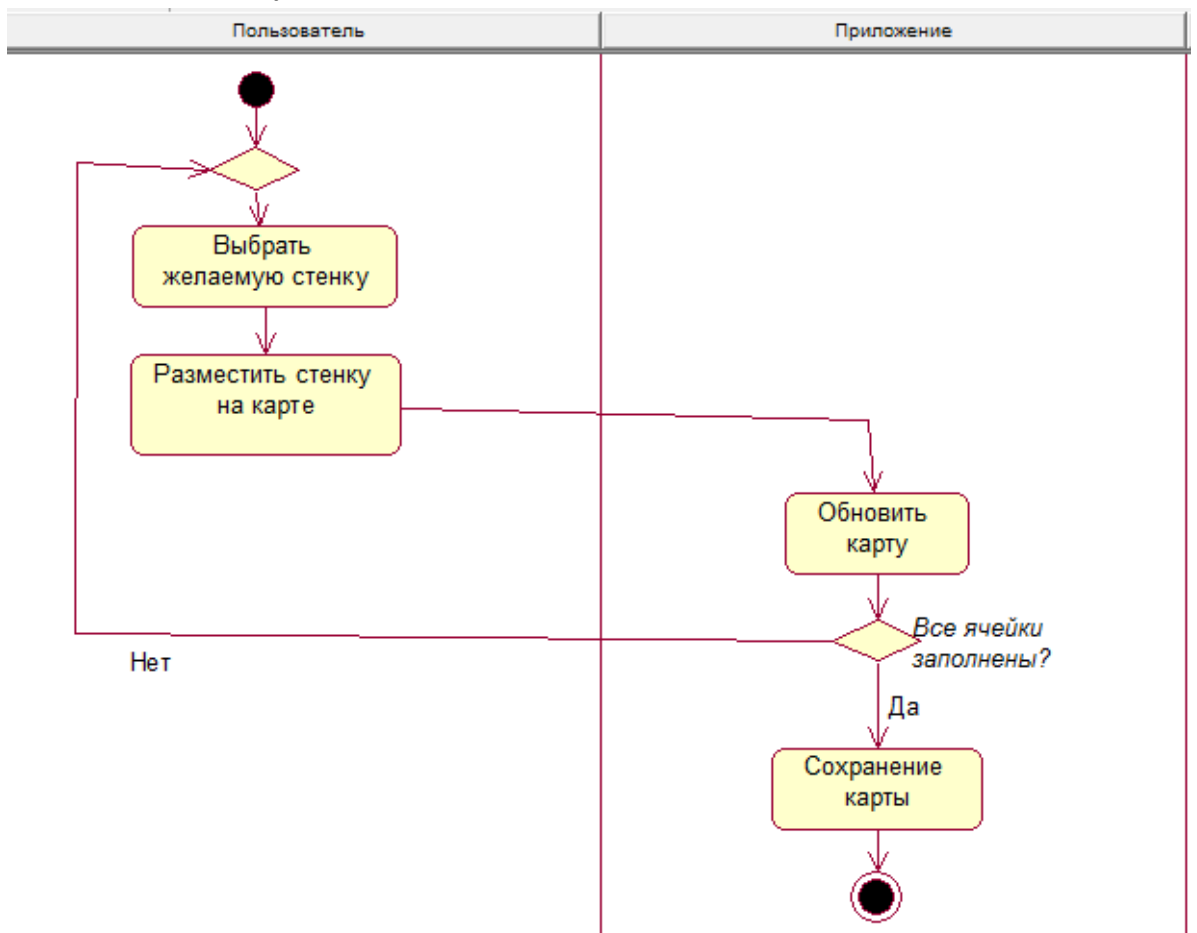 Пользователь
Приложение
Выбрать
желаемую стенку
Разместить стенку
на карте
Обновить
карту
Все ячейки
заполнены?
Нет
Да
Сохранение
карты